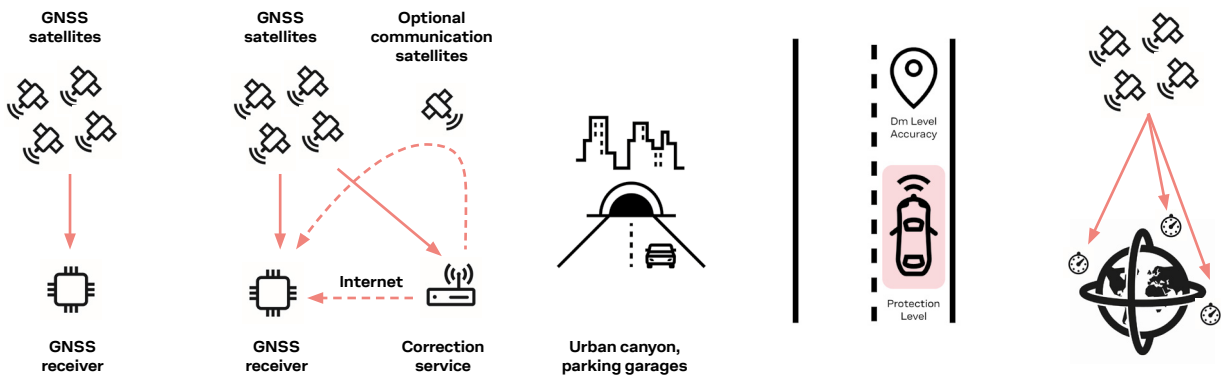 GNSS
satellites
GNSS
receiver
GNSS
satellites
Optional
communication
satellites
Internet
GNSS
receiver
Correction
service
Urban canyon,
parking garages
Dm Level
Accuracy
Protection
Level